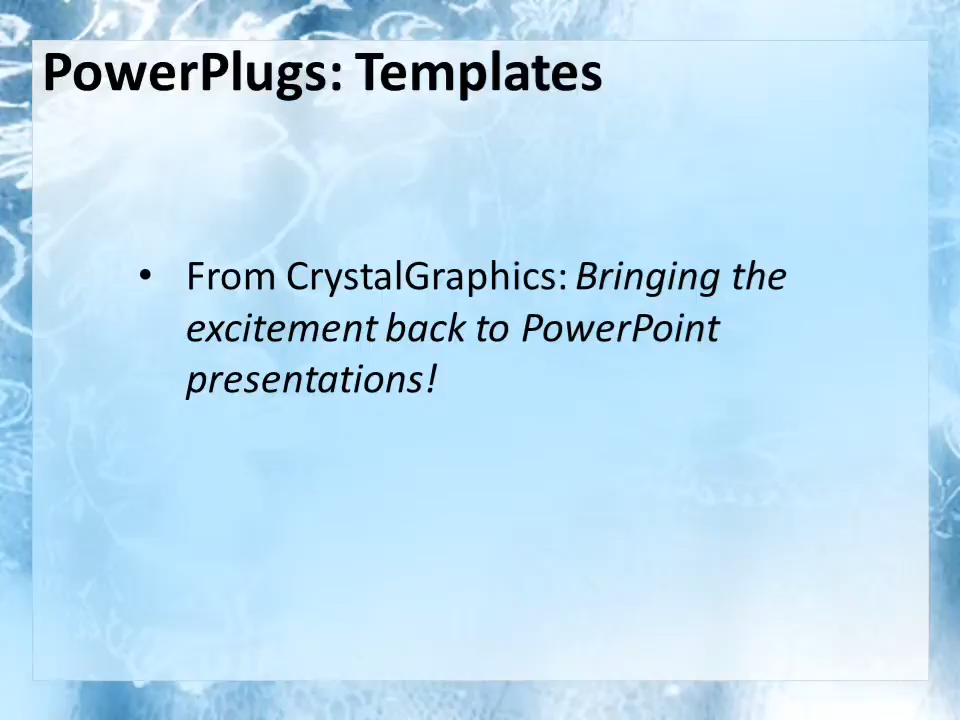 PowerPlugs: Templates
• From CrystalGraphics: Bringing the
excitement back to PowerPoint
presentations!